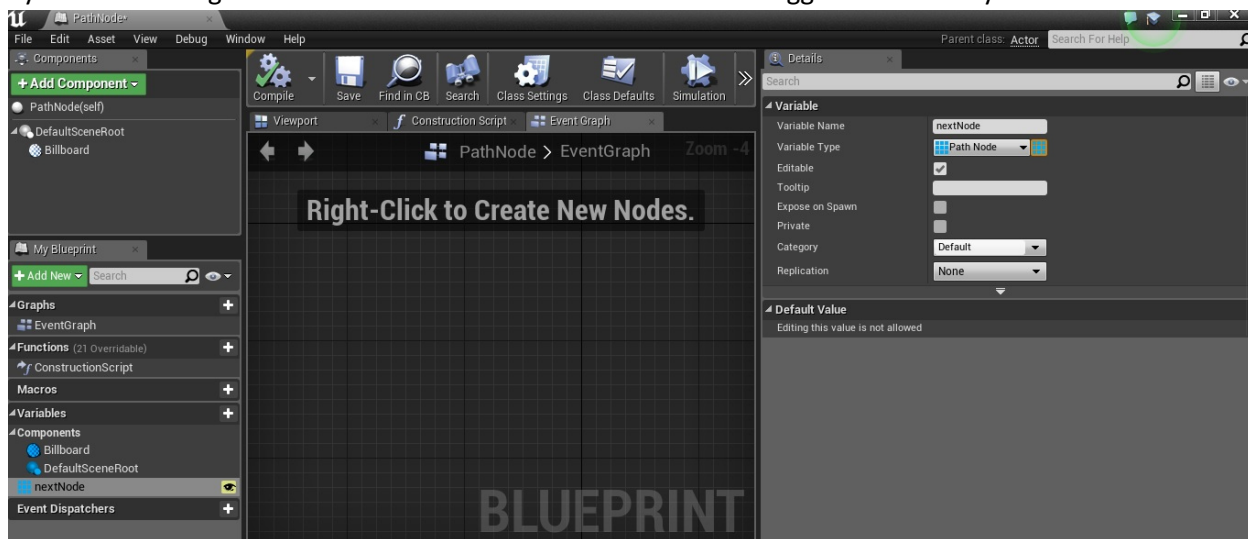 PathNode*
File Edit Asset View Debug Window Help
Parent class: Actor Search For Help
Components
+Add Component
PathNode(self)
DefaultSceneRoot
Billboard
My Blueprint
+Add New Search
Graphs
EventGraph
Functions (21 Overridable)
ConstructionScript
Macros
Variables
Components
Billboard
DefaultSceneRoot
nextNode
Event Dispatchers
Compile Save Find in CB Search Class Settings Class Defaults Simulation
Viewport Construction Script Event Graph
PathNode > EventGraph Zoom -4
Right-Click to Create New Nodes.
BLUEPRINT
Details
Search
Variable
Variable Name nextNode
Variable Type Path Node
Editable
Tooltip
Expose on Spawn
Private
Category Default
Replication None
Default Value
Editing this value is not allowed